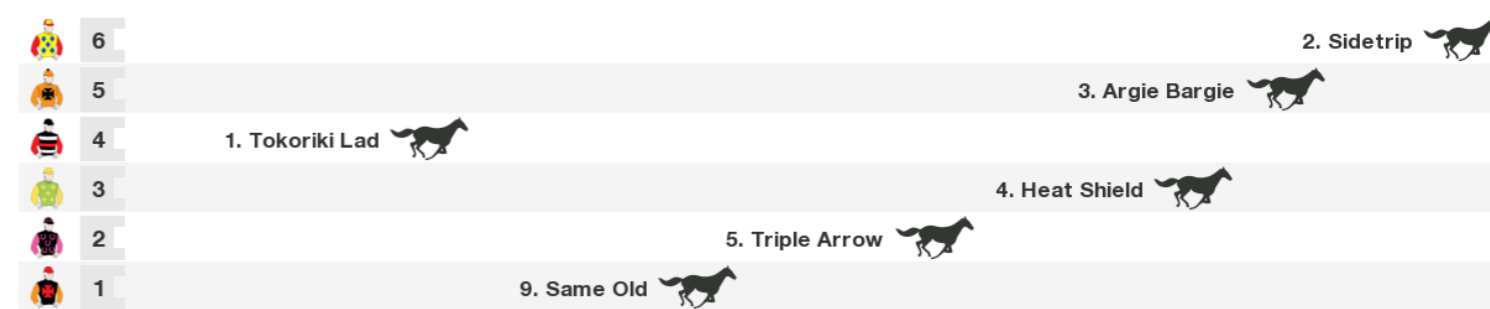 6 2. Sidetrip
5 3. Argie Bargie
4 1. Tokoriki Lad
3 4. Heat Shield
2 5. Triple Arrow
1 9. Same Old